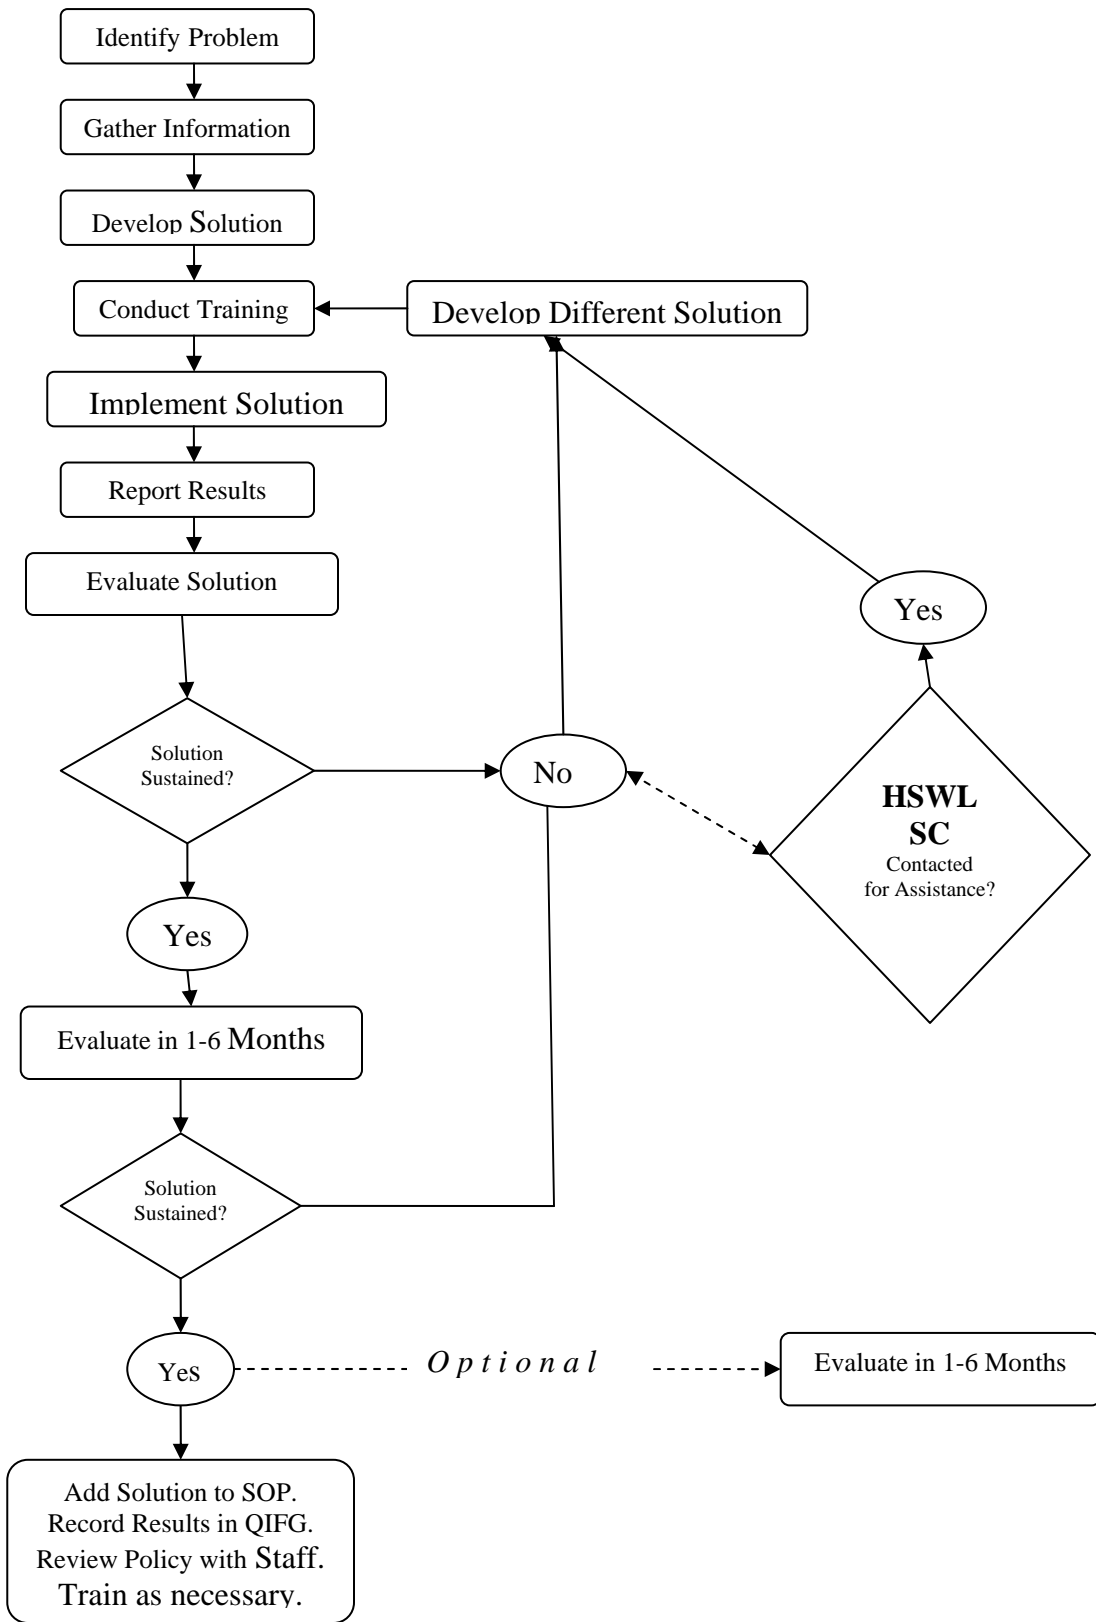 Identify Problem
Gather Information
Develop Solution
Conduct Training
Develop Different Solution
Implement Solution
Report Results
Evaluate Solution
Yes
Solution
Sustained?
No
HSWL
SC
Contacted
for Assistance?
Yes
Evaluate in 1-6 Months
Solution
Sustained?
Yes
Optional
Evaluate in 1-6 Months
Add Solution to SOP.
Record Results in QIFG.
Review Policy with Staff.
Train as necessary.